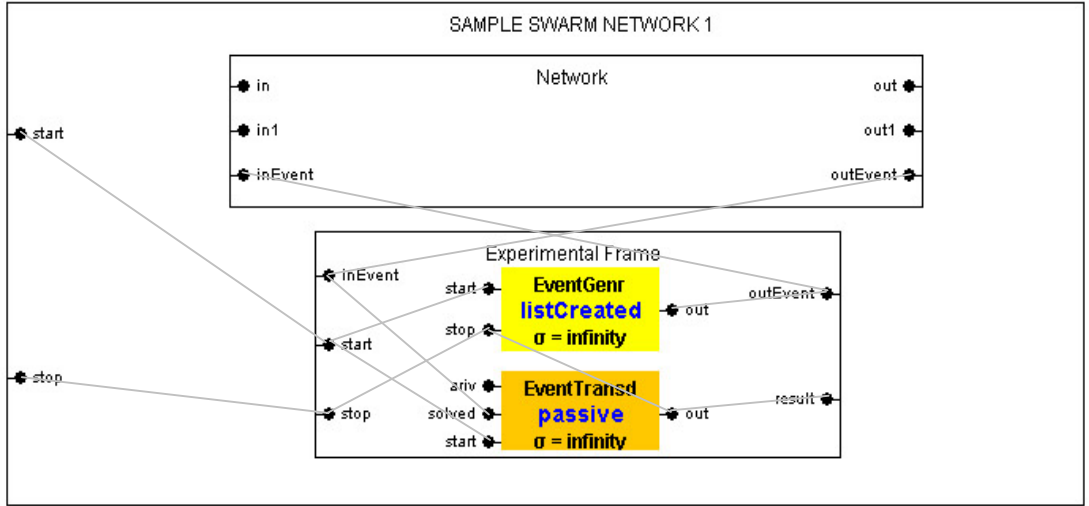 SAMPLE SWARM NETWORK 1
Network
in
out
in1
out1
inEvent
outEvent
start
stop
Experimental Frame
inEvent
start
stop
outEvent
result
start
stop
EventGenr
listCreated
σ = infinity
out
ariv
solved
start
EventTransd
passive
σ = infinity
out